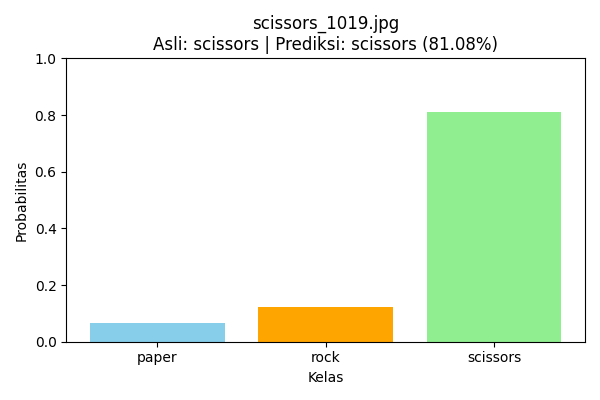 scissors_1019.jpg
Asli: scissors | Prediksi: scissors (81.08%)
1.0
0.8
0.6
0.4
0.2
0.0
Probabilitas
paper rock scissors
Kelas